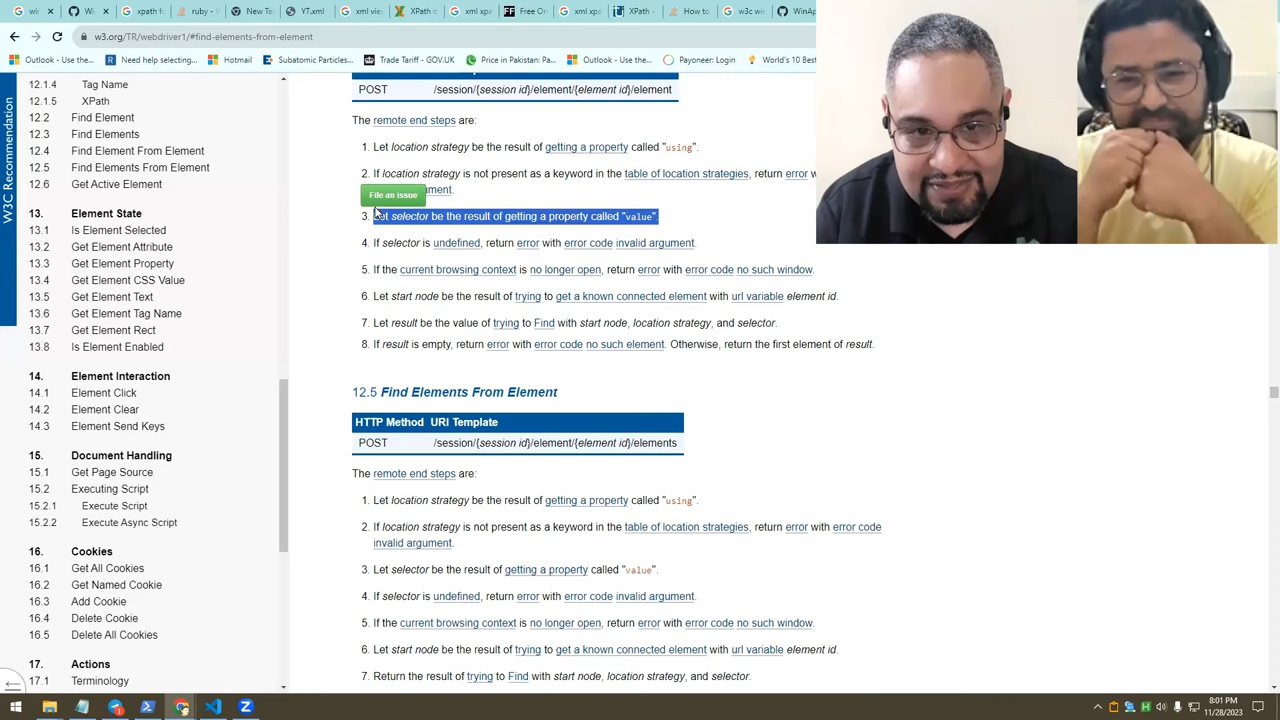 win
Wi
xpath f
ruby - V
New Ta
YT.xml
xml vie
XPath c
xml xpa
Free On
xml xpa
XPath -
How to
w3c wi
WinAp
w3.org/TR/webdriver1/#find-elements-from-element
Outlook - Use the...
Need help selecting...
Hotmail
Subatomic Particles...
Trade Tariff - GOV.UK
Price in Pakistan: Pa...
Outlook - Use the...
Payoneer: Login
World's 10 Best
W3C Recommendation
12.1.4 Tag Name
12.1.5 XPath
12.2 Find Element
12.3 Find Elements
12.4 Find Element From Element
12.5 Find Elements From Element
12.6 Get Active Element
13. Element State
13.1 Is Element Selected
13.2 Get Element Attribute
13.3 Get Element Property
13.4 Get Element CSS Value
13.5 Get Element Text
13.6 Get Element Tag Name
13.7 Get Element Rect
13.8 Is Element Enabled
14. Element Interaction
14.1 Element Click
14.2 Element Clear
14.3 Element Send Keys
15. Document Handling
15.1 Get Page Source
15.2 Executing Script
15.2.1 Execute Script
15.2.2 Execute Async Script
16. Cookies
16.1 Get All Cookies
16.2 Get Named Cookie
16.3 Add Cookie
16.4 Delete Cookie
16.5 Delete All Cookies
17. Actions
17.1 Terminology
POST /session/{session id}/element/{element id}/element
The remote end steps are:
1. Let location strategy be the result of getting a property called "using".
2. If location strategy is not present as a keyword in the table of location strategies, return error w
ument.
File an issue
3. Let selector be the result of getting a property called "value".
4. If selector is undefined, return error with error code invalid argument.
5. If the current browsing context is no longer open, return error with error code no such window.
6. Let start node be the result of trying to get a known connected element with url variable element id.
7. Let result be the value of trying to Find with start node, location strategy, and selector.
8. If result is empty, return error with error code no such element. Otherwise, return the first element of result.
12.5 Find Elements From Element
HTTP Method URI Template
POST /session/{session id}/element/{element id}/elements
The remote end steps are:
1. Let location strategy be the result of getting a property called "using".
2. If location strategy is not present as a keyword in the table of location strategies, return error with error code
invalid argument.
3. Let selector be the result of getting a property called "value".
4. If selector is undefined, return error with error code invalid argument.
5. If the current browsing context is no longer open, return error with error code no such window.
6. Let start node be the result of trying to get a known connected element with url variable element id.
7. Return the result of trying to Find with start node, location strategy, and selector.
8:01 PM
11/28/2023